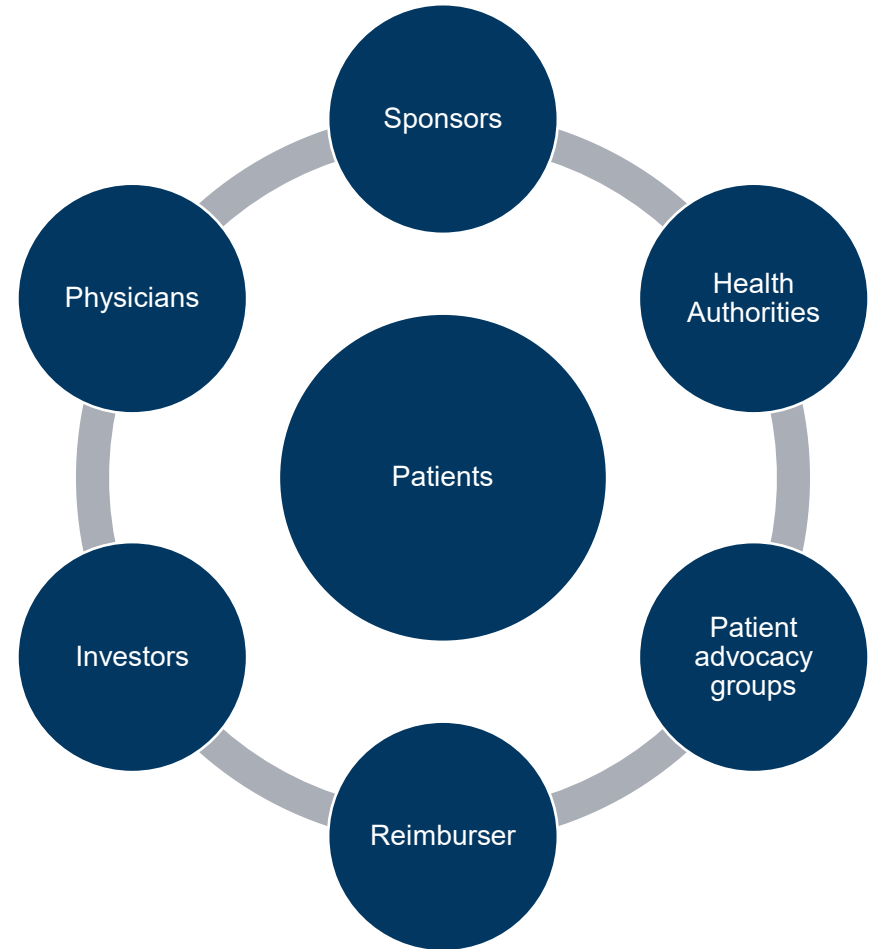 Sponsors
Health
Authorities
Patient
advocacy
groups
Reimburser
Investors
Physicians
Patients